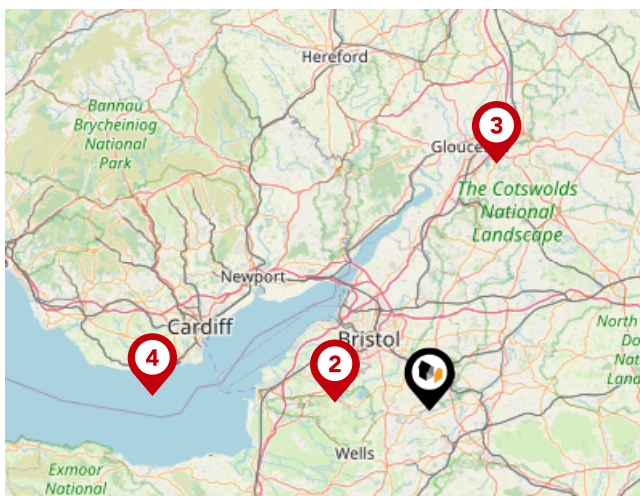 Hereford
Bannau
Brycheiniog
National
Park
3
The Cotswolds
National
Landscape
Newport
Cardiff
North
Bristol
4
2
Wells
Exmoor
National